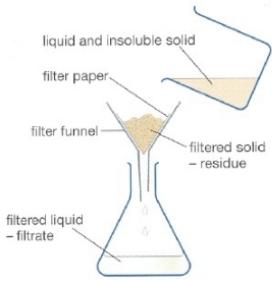 liquid and insoluble solid
filter paper
filter funnel
filtered solid
– residue
filtered liquid
– filtrate